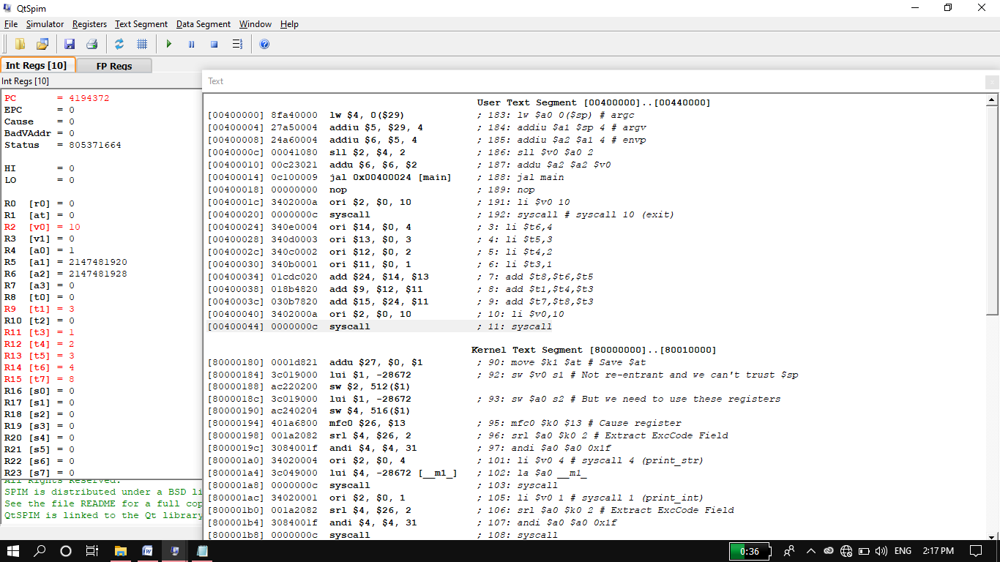 QtSpim
File Simulator Registers Text Segment Data Segment Window Help
Int Regs [10] FP Regs
Int Regs [10]
PC = 4194372
EPC = 0
Cause = 0
BadVAddr = 0
Status = 805371664
HI = 0
LO = 0
R0 [r0] = 0
R1 [at] = 0
R2 [v0] = 10
R3 [v1] = 0
R4 [a0] = 1
R5 [a1] = 2147481920
R6 [a2] = 2147481928
R7 [a3] = 0
R8 [t0] = 0
R9 [t1] = 3
R10 [t2] = 0
R11 [t3] = 1
R12 [t4] = 2
R13 [t5] = 3
R14 [t6] = 4
R15 [t7] = 8
R16 [s0] = 0
R17 [s1] = 0
R18 [s2] = 0
R19 [s3] = 0
R20 [s4] = 0
R21 [s5] = 0
R22 [s6] = 0
R23 [s7] = 0
All Rights Reserved.
SPIM is distributed under a BSD li
See the file README for a full cop
QtSPIM is linked to the Qt library
Text
User Text Segment [00400000]..[00440000]
[00400000] 8fa40000 lw $4, 0($29) ; 183: lw $a0 0($sp) # argc
[00400004] 27a50004 addiu $5, $29, 4 ; 184: addiu $a1 $sp 4 # argv
[00400008] 24a60004 addiu $6, $5, 4 ; 185: addiu $a2 $a1 4 # envp
[0040000c] 00041080 sll $2, $4, 2 ; 186: sll $v0 $a0 2
[00400010] 00c23021 addu $6, $6, $2 ; 187: addu $a2 $a2 $v0
[00400014] 0c100009 jal 0x00400024 [main] ; 188: jal main
[00400018] 00000000 nop ; 189: nop
[0040001c] 3402000a ori $2, $0, 10 ; 191: li $v0 10
[00400020] 0000000c syscall ; 192: syscall # syscall 10 (exit)
[00400024] 340e0004 ori $14, $0, 4 ; 3: li $t6,4
[00400028] 340d0003 ori $13, $0, 3 ; 4: li $t5,3
[0040002c] 340c0002 ori $12, $0, 2 ; 5: li $t4,2
[00400030] 340b0001 ori $11, $0, 1 ; 6: li $t3,1
[00400034] 01cdc020 add $24, $14, $13 ; 7: add $t8,$t6,$t5
[00400038] 018b4820 add $9, $12, $11 ; 8: add $t1,$t4,$t3
[0040003c] 030b7820 add $15, $24, $11 ; 9: add $t7,$t8,$t3
[00400040] 3402000a ori $2, $0, 10 ; 10: li $v0,10
[00400044] 0000000c syscall ; 11: syscall
Kernel Text Segment [80000000]..[80010000]
[80000180] 0001d821 addu $27, $0, $1 ; 90: move $k1 $at # Save $at
[80000184] 3c019000 lui $1, -28672 ; 92: sw $v0 s1 # Not re-entrant and we can't trust $sp
[80000188] ac220200 sw $2, 512($1)
[8000018c] 3c019000 lui $1, -28672 ; 93: sw $a0 s2 # But we need to use these registers
[80000190] ac240204 sw $4, 516($1)
[80000194] 401a6800 mfc0 $26, $13 ; 95: mfc0 $k0 $13 # Cause register
[80000198] 001a2082 srl $4, $26, 2 ; 96: srl $a0 $k0 2 # Extract ExcCode Field
[8000019c] 3084001f andi $4, $4, 31 ; 97: andi $a0 $a0 0x1f
[800001a0] 34020004 ori $2, $0, 4 ; 101: li $v0 4 # syscall 4 (print_str)
[800001a4] 3c049000 lui $4, -28672 [__m1_] ; 102: la $a0 __m1_
[800001a8] 0000000c syscall ; 103: syscall
[800001ac] 34020001 ori $2, $0, 1 ; 105: li $v0 1 # syscall 1 (print_int)
[800001b0] 001a2082 srl $4, $26, 2 ; 106: srl $a0 $k0 2 # Extract ExcCode Field
[800001b4] 3084001f andi $4, $4, 31 ; 107: andi $a0 $a0 0x1f
[800001b8] 0000000c syscall ; 108: syscall
0:36 ENG 2:17 PM